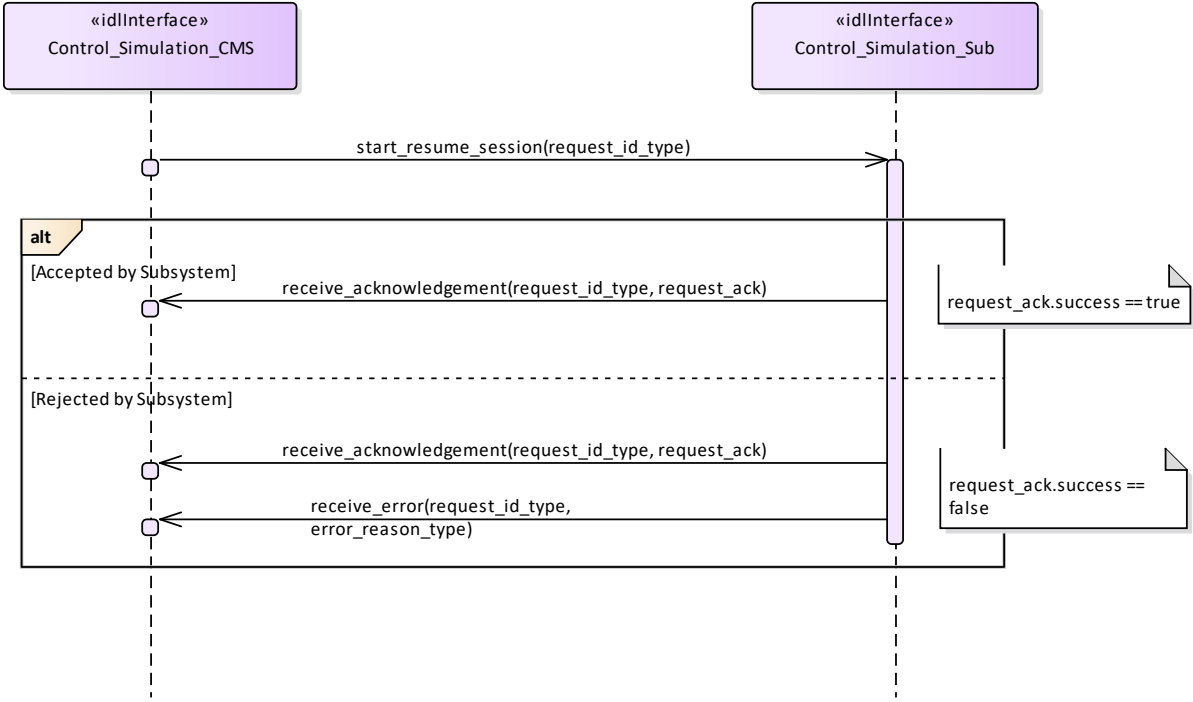 «idlInterface»
Control_Simulation_CMS
«idlInterface»
Control_Simulation_Sub
start_resume_session(request_id_type)
alt
[Accepted by Subsystem]
receive_acknowledgement(request_id_type, request_ack)
request_ack.success == true
[Rejected by Subsystem]
receive_acknowledgement(request_id_type, request_ack)
request_ack.success ==
false
receive_error(request_id_type,
error_reason_type)